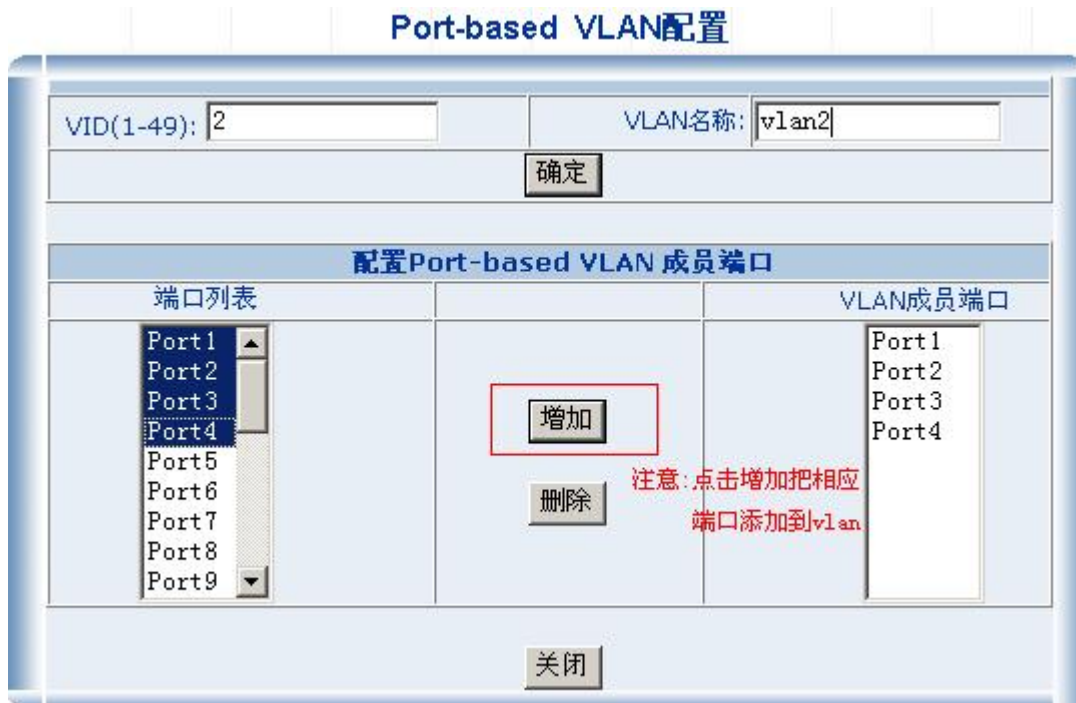 Port-based VLAN配置
VID(1-49): 2
VLAN名称: vlan2
确定
配置Port-based VLAN 成员端口
端口列表
VLAN成员端口
Port1
Port2
Port3
Port4
Port5
Port6
Port7
Port8
Port9
增加
删除
注意:点击增加把相应
端口添加到vlan
Port1
Port2
Port3
Port4
关闭